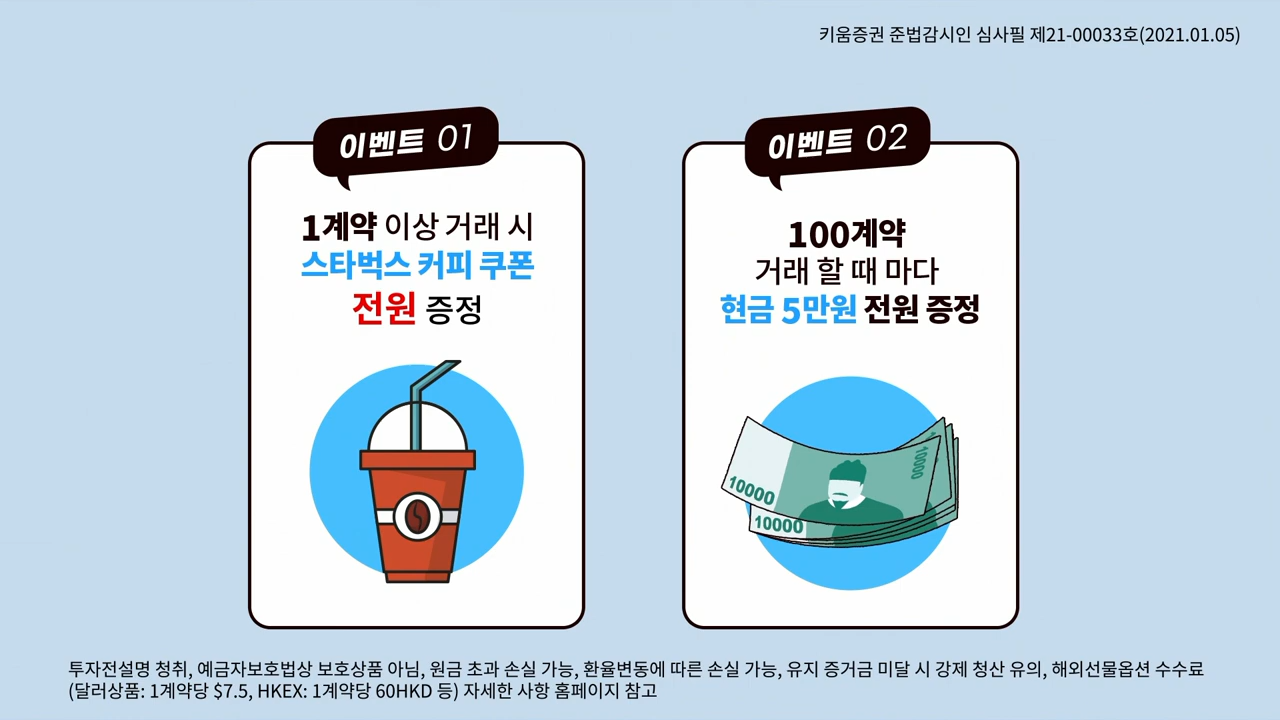 키움증권 준법감시인 심사필 제21-00033호(2021.01.05)
이벤트 01
1계약 이상 거래 시
스타벅스 커피 쿠폰
전원 증정
이벤트 02
100계약
거래 할 때 마다
현금 5만원 전원 증정
10000
10000
10000
투자전설명 청취, 예금자보호법상 보호상품 아님, 원금 초과 손실 가능, 환율변동에 따른 손실 가능, 유지 증거금 미달 시 강제 청산 유의, 해외선물옵션 수수료
(달러상품: 1계약당 $7.5, HKEX: 1계약당 60HKD 등) 자세한 사항 홈페이지 참고